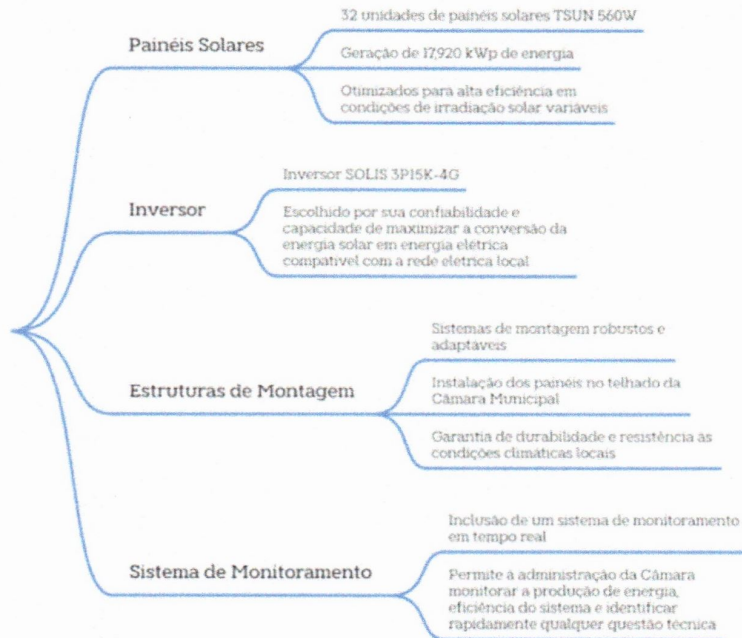 32 unidades de painéis solares TSUN 560W
Painéis Solares
Geração de 17,920 kWp de energia
Otimizados para alta eficiência em
condições de irradiação solar variáveis
Inversor SOLIS 3P15K-4G
Inversor
Escolhido por sua confiabilidade e
capacidade de maximizar a conversão da
energia solar em energia elétrica
compatível com a rede elétrica local
Sistemas de montagem robustos e
adaptáveis
Estruturas de Montagem
Instalação dos painéis no telhado da
Câmara Municipal
Garantia de durabilidade e resistência às
condições climáticas locais
Inclusão de um sistema de monitoramento
em tempo real
Sistema de Monitoramento
Permite à administração da Câmara
monitorar a produção de energia,
eficiência do sistema e identificar
rapidamente qualquer questão técnica